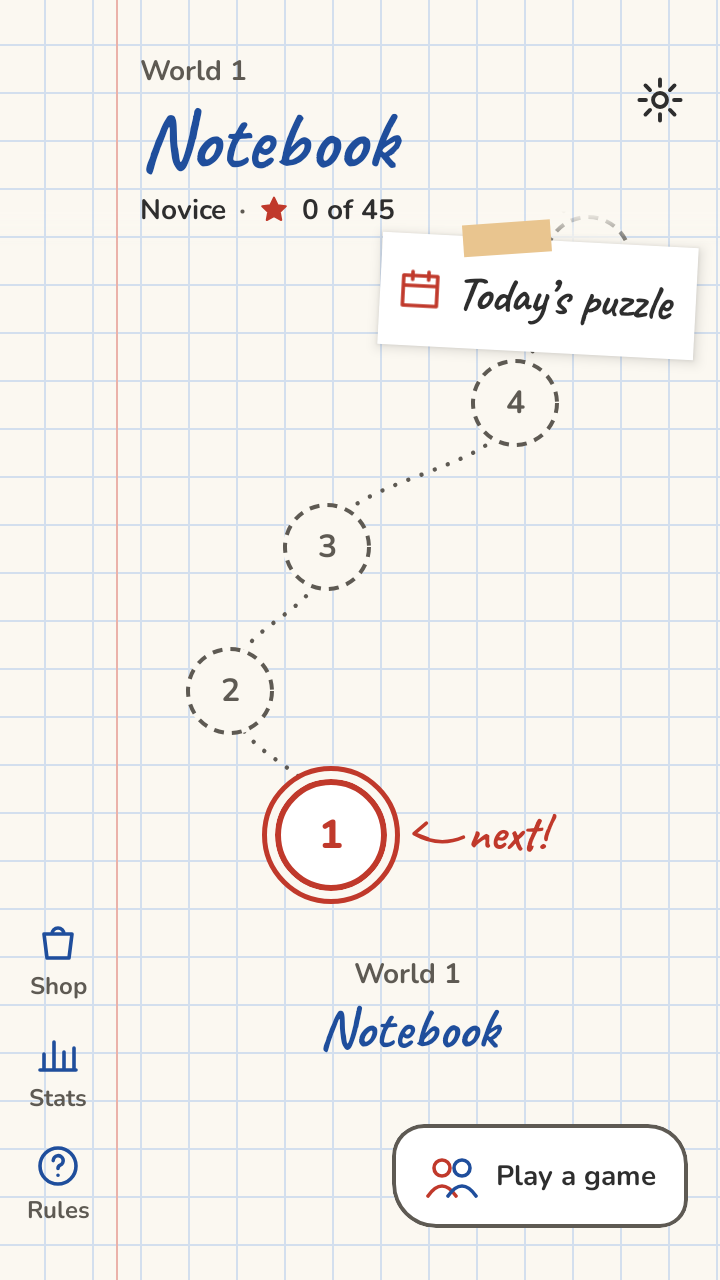 World 1
Notebook
Novice · 0 of 45
Today's puzzle
4
3
2
1
next!
Shop
World 1
Notebook
Stats
Play a game
Rules